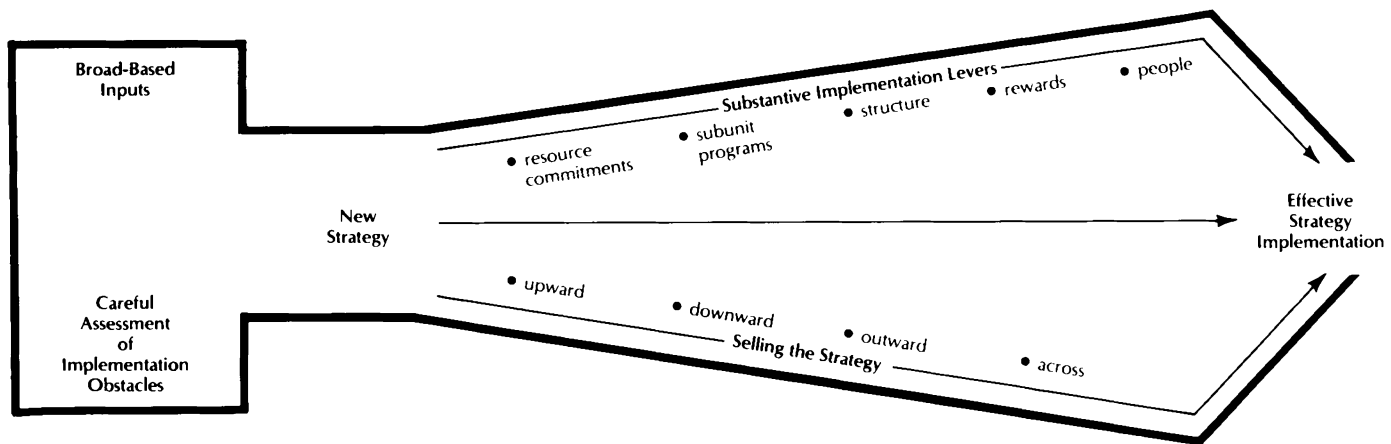 Broad-Based
Inputs
Careful
Assessment
of
Implementation
Obstacles
New
Strategy
Substantive Implementation Levers
• resource
commitments
• subunit
programs
• structure
• rewards
• people
• upward
• downward
• outward
• across
Selling the Strategy
Effective
Strategy
Implementation